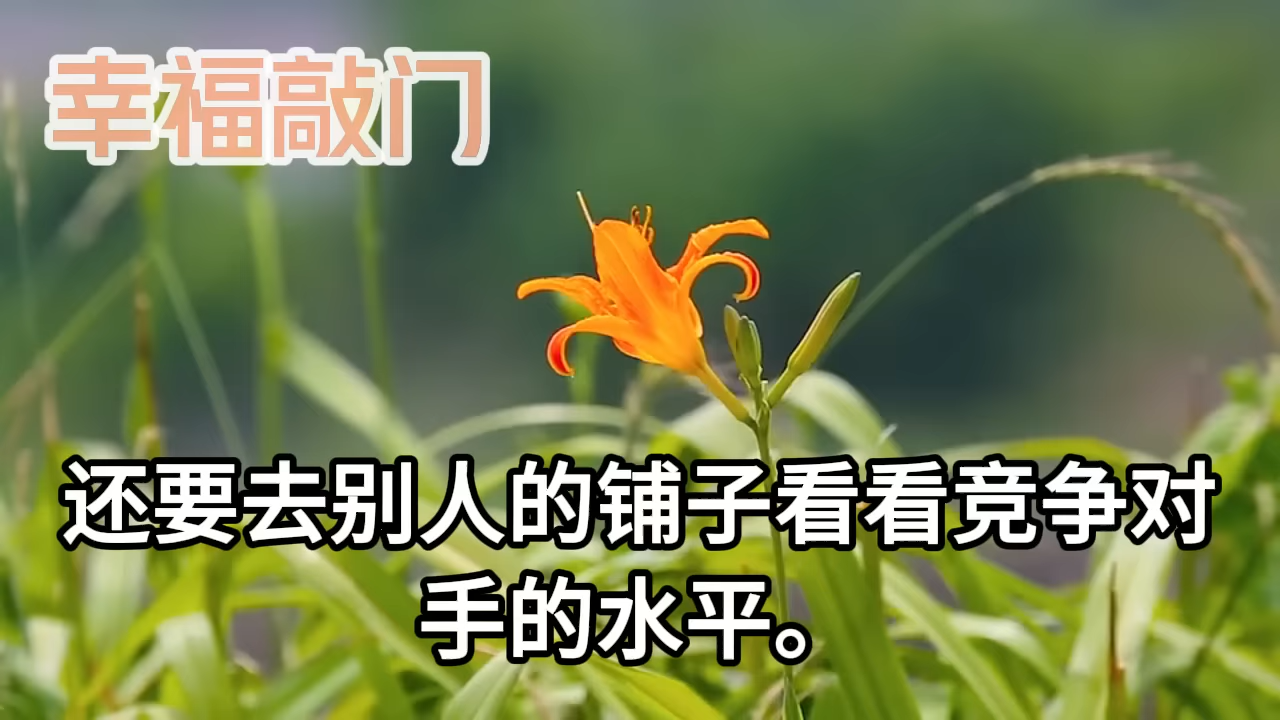 幸福敲门
还要去别人的铺子看看竞争对
手的水平。